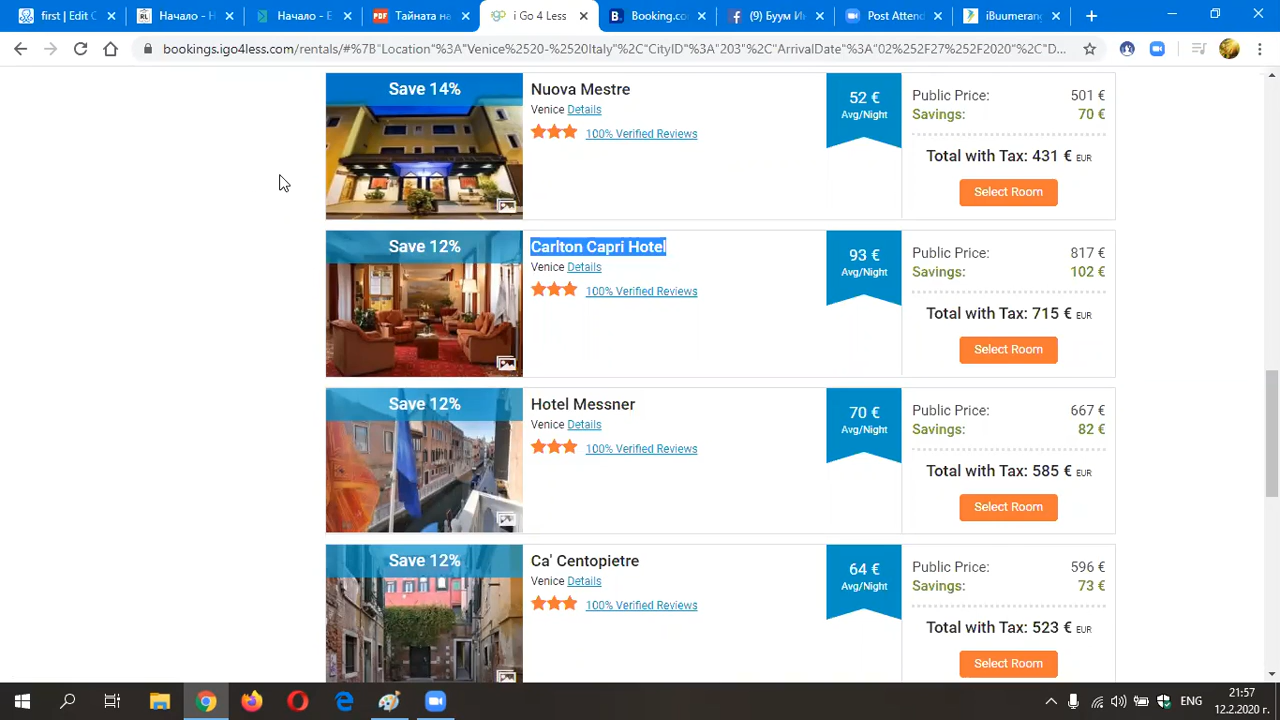 first | Edit C
Начало - Н
Начало - Е
Тайната на
i Go 4 Less
Booking.co
(9) Буум Ин
Post Attend
iBuumerang
bookings.igo4less.com/rentals/#%7B"Location"%3A"Venice%2520-%2520Italy"%2C"CityID"%3A"203"%2C"ArrivalDate"%3A"02%252F27%252F2020"%2C"D...
Save 14%
Nuova Mestre
Venice Details
100% Verified Reviews
52 €
Avg/Night
Public Price: 501 €
Savings: 70 €
Total with Tax: 431 € EUR
Select Room
Save 12%
Carlton Capri Hotel
Venice Details
100% Verified Reviews
93 €
Avg/Night
Public Price: 817 €
Savings: 102 €
Total with Tax: 715 € EUR
Select Room
Save 12%
Hotel Messner
Venice Details
100% Verified Reviews
70 €
Avg/Night
Public Price: 667 €
Savings: 82 €
Total with Tax: 585 € EUR
Select Room
Save 12%
Ca' Centopietre
Venice Details
100% Verified Reviews
64 €
Avg/Night
Public Price: 596 €
Savings: 73 €
Total with Tax: 523 € EUR
Select Room
ENG
21:57
12.2.2020 г.